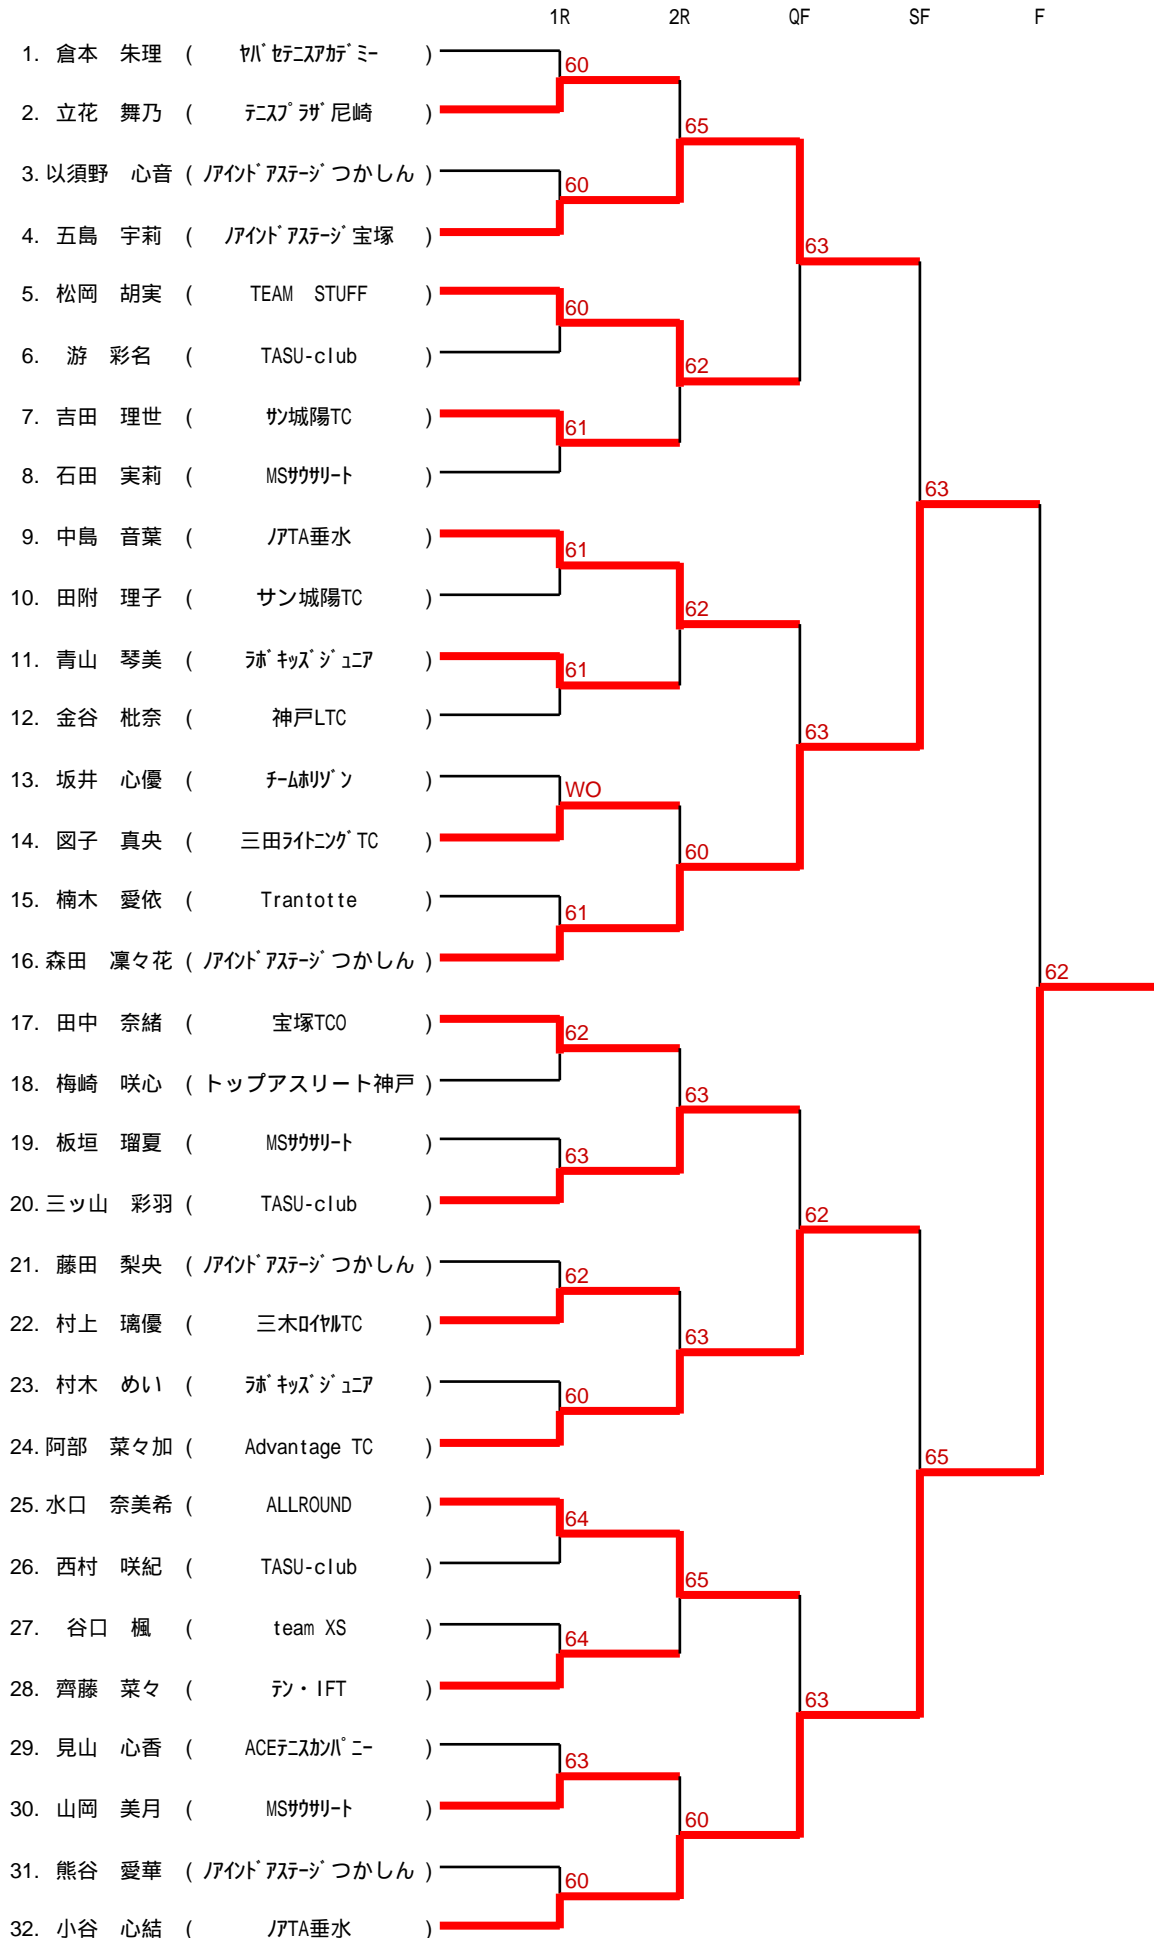 1R 2R QF SF F
1. 倉本 朱理 ( ﾔﾊﾞｾﾃﾆｽｱｶﾃﾞﾐｰ )
60
2. 立花 舞乃 ( ﾃﾆｽﾌﾟﾗｻﾞ尼崎 )
65
3. 以須野 心音 ( ﾉｱｲﾝﾄﾞｱｽﾃｰｼﾞつかしん )
60
4. 五島 宇莉 ( ﾉｱｲﾝﾄﾞｱｽﾃｰｼﾞ宝塚 )
63
5. 松岡 胡実 ( TEAM STUFF )
60
6. 游 彩名 ( TASU-club )
62
7. 吉田 理世 ( ｻﾝ城陽TC )
61
8. 石田 実莉 ( MSｻｳｻﾘｰﾄ )
63
9. 中島 音葉 ( ﾉｱTA垂水 )
61
10. 田附 理子 ( サン城陽TC )
62
11. 青山 琴美 ( ﾗﾎﾞｷｯｽﾞｼﾞｭﾆｱ )
61
12. 金谷 枇奈 ( 神戸LTC )
63
13. 坂井 心優 ( ﾁｰﾑﾎﾘｿﾞﾝ )
WO
14. 図子 真央 ( 三田ﾗｲﾄﾆﾝｸﾞTC )
60
15. 楠木 愛依 ( Trantotte )
61
16. 森田 凜々花 ( ﾉｱｲﾝﾄﾞｱｽﾃｰｼﾞつかしん )
62
17. 田中 奈緒 ( 宝塚TCO )
62
18. 梅崎 咲心 ( トップアスリート神戸 )
63
19. 板垣 瑠夏 ( MSｻｳｻﾘｰﾄ )
63
20. 三ッ山 彩羽 ( TASU-club )
62
21. 藤田 梨央 ( ﾉｱｲﾝﾄﾞｱｽﾃｰｼﾞつかしん )
62
22. 村上 璃優 ( 三木ﾛｲﾔﾙTC )
63
23. 村木 めい ( ﾗﾎﾞｷｯｽﾞｼﾞｭﾆｱ )
60
24. 阿部 菜々加 ( Advantage TC )
65
25. 水口 奈美希 ( ALLROUND )
64
26. 西村 咲紀 ( TASU-club )
65
27. 谷口 楓 ( team XS )
64
28. 齊藤 菜々 ( ﾃﾝ・IFT )
63
29. 見山 心香 ( ACEﾃﾆｽｶﾝﾊﾟﾆｰ )
63
30. 山岡 美月 ( MSｻｳｻﾘｰﾄ )
60
31. 熊谷 愛華 ( ﾉｱｲﾝﾄﾞｱｽﾃｰｼﾞつかしん )
60
32. 小谷 心結 ( ﾉｱTA垂水 )